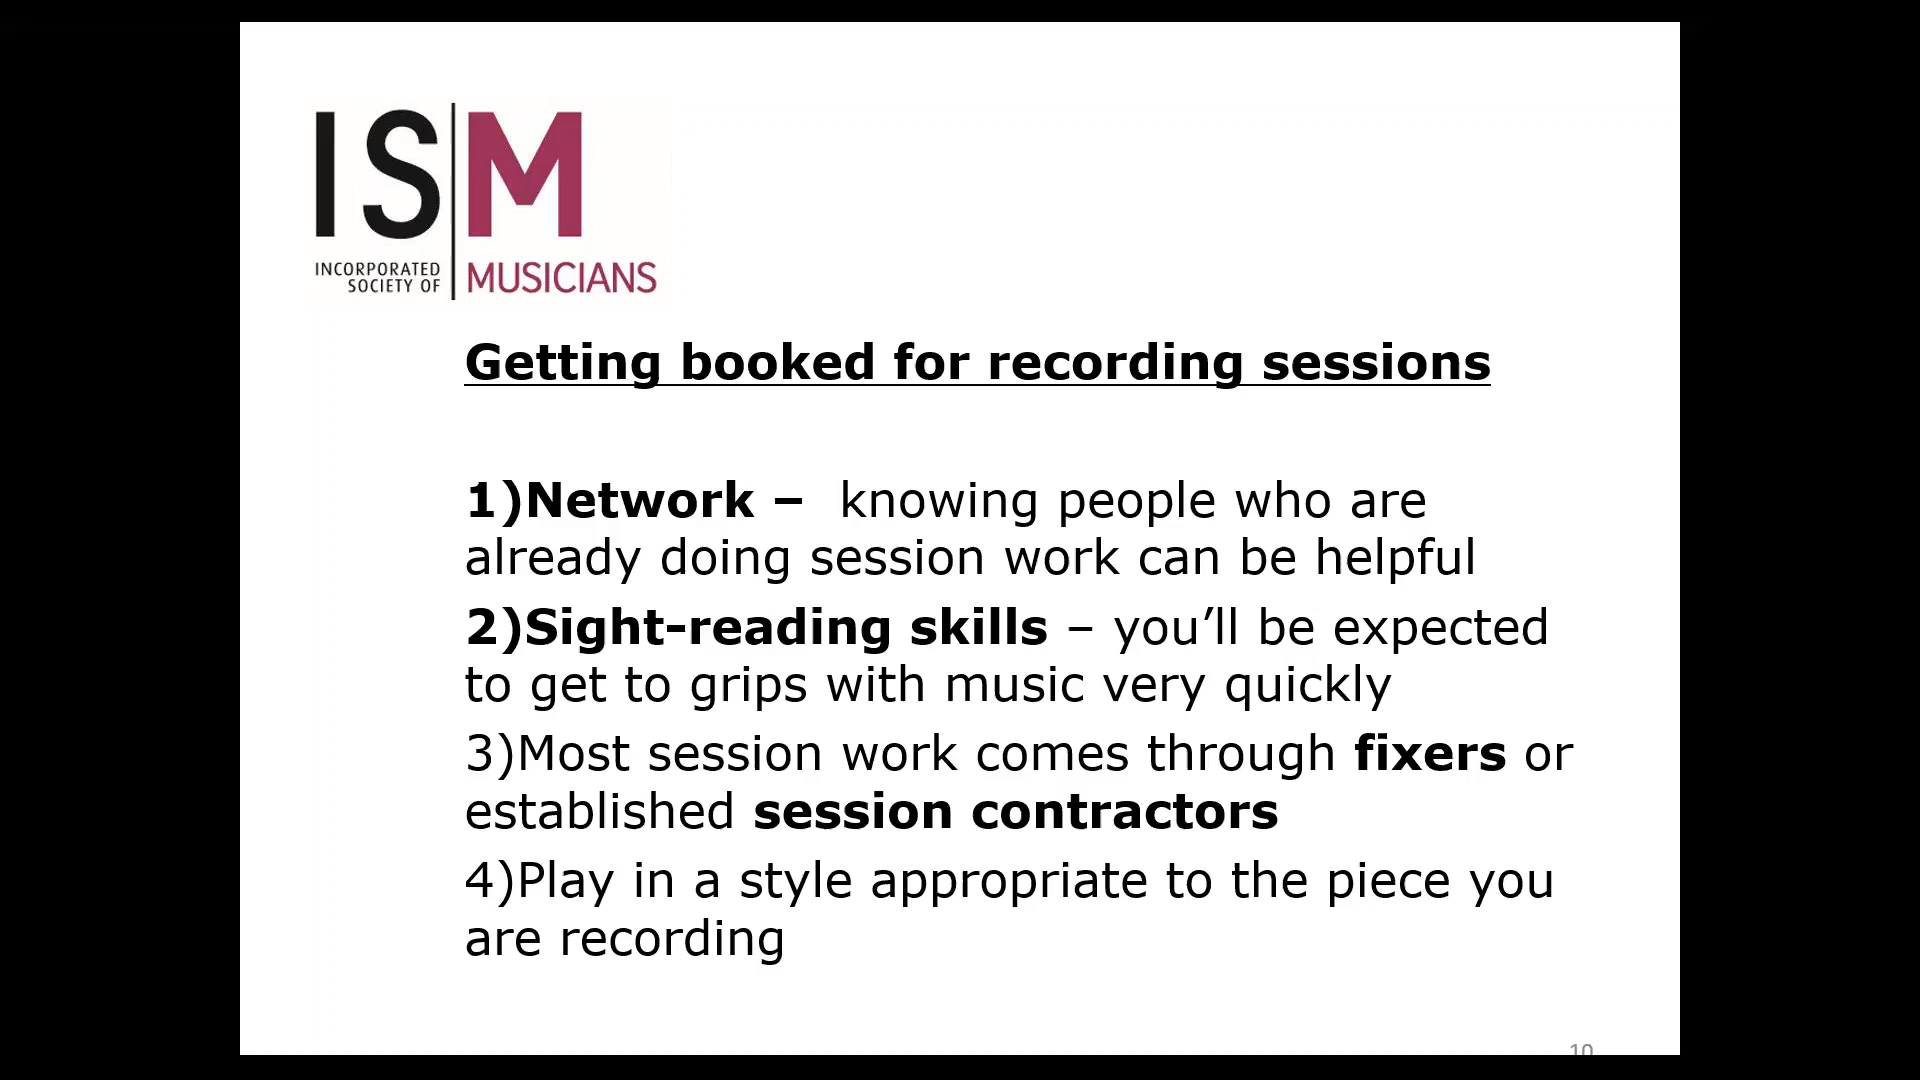 ISM
INCORPORATED
SOCIETY OF
MUSICIANS
Getting booked for recording sessions
1)Network –  knowing people who are
already doing session work can be helpful
2)Sight-reading skills – you’ll be expected
to get to grips with music very quickly
3)Most session work comes through fixers or
established session contractors
4)Play in a style appropriate to the piece you
are recording
10